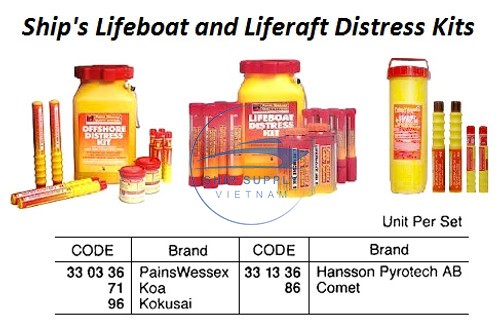 Ship's Lifeboat and Liferaft Distress Kits
OFFSHORE
DISTRESS
KIT
LIFEBOAT
DISTRESS
KIT
SHIP SUPPLY
VIETNAM
Unit Per Set
CODE Brand CODE Brand
33 03 36 PainsWessex 33 13 36 Hansson Pyrotech AB
71 Koa 86 Comet
96 Kokusai